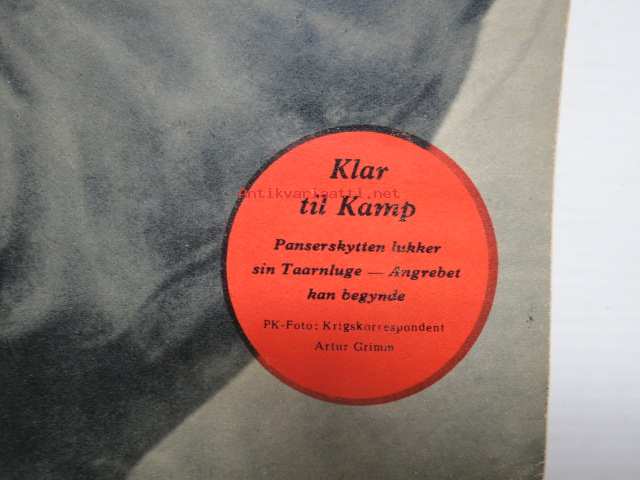 Klar
antikvariaatti.net
til Kamp
Panserskytten lukker
sin Taarnluge — Angrebet
kan begynde
PK-Foto: Krigskorrespondent
Artur Grimm